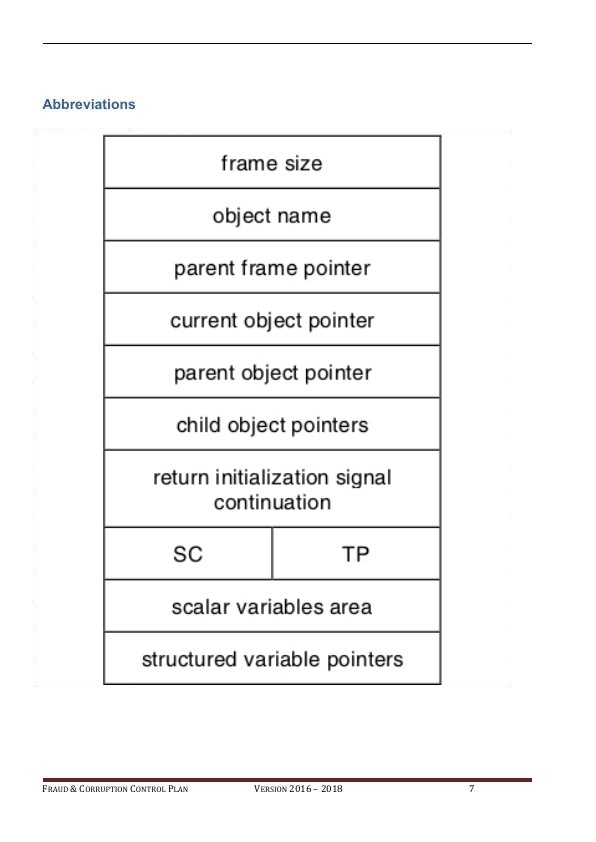 Abbreviations
frame size
object name
parent frame pointer
current object pointer
parent object pointer
child object pointers
return initialization signal
continuation
SC TP
scalar variables area
structured variable pointers
FRAUD & CORRUPTION CONTROL PLAN VERSION 2016 – 2018 7